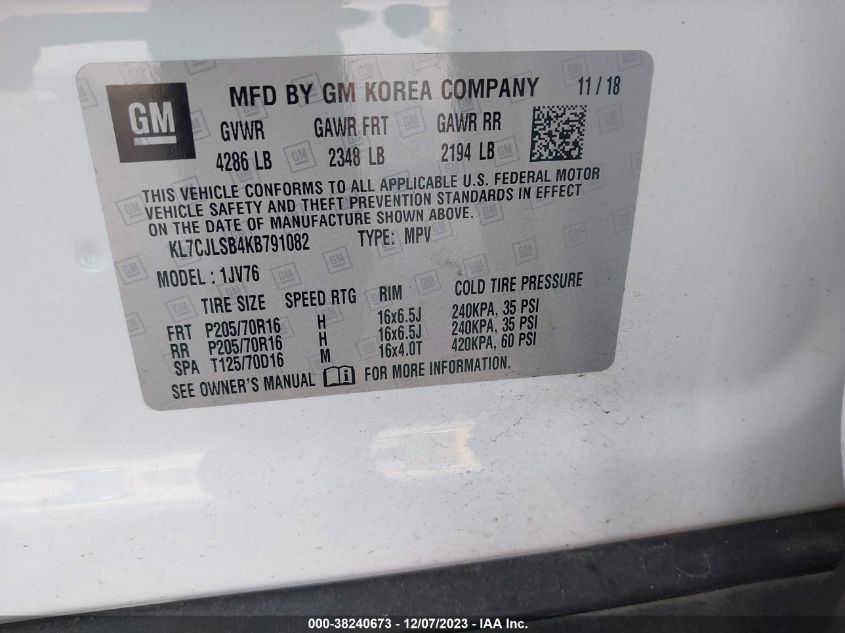 GM
MFD BY GM KOREA COMPANY 11 / 18
GVWR GAWR FRT GAWR RR
4286 LB 2348 LB 2194 LB
THIS VEHICLE CONFORMS TO ALL APPLICABLE U.S. FEDERAL MOTOR
VEHICLE SAFETY AND THEFT PREVENTION STANDARDS IN EFFECT
ON THE DATE OF MANUFACTURE SHOWN ABOVE.
KL7CJLSB4KB791082 TYPE: MPV
MODEL : 1JV76
TIRE SIZE SPEED RTG RIM COLD TIRE PRESSURE
FRT P205/70R16 H 16x6.5J 240KPA, 35 PSI
RR P205/70R16 H 16x6.5J 240KPA, 35 PSI
SPA T125/70D16 M 16x4.0T 420KPA, 60 PSI
SEE OWNER'S MANUAL FOR MORE INFORMATION.
000-38240673 - 12/07/2023 - IAA Inc.